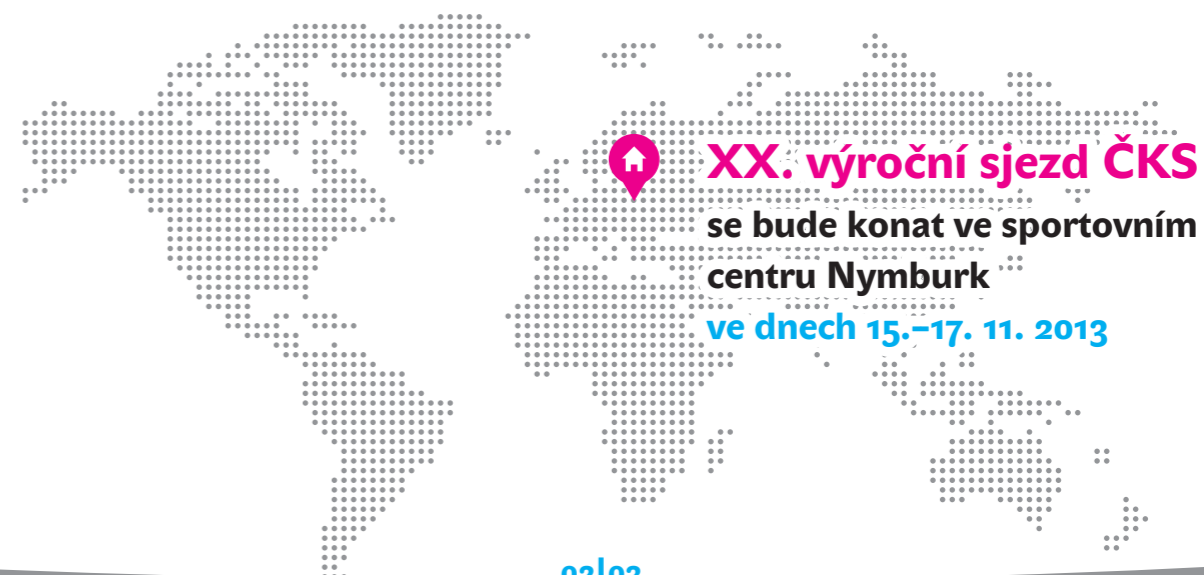 XX. výroční sjezd ČKS
se bude konat ve sportovním
centru Nymburk
ve dnech 15.–17. 11. 2013